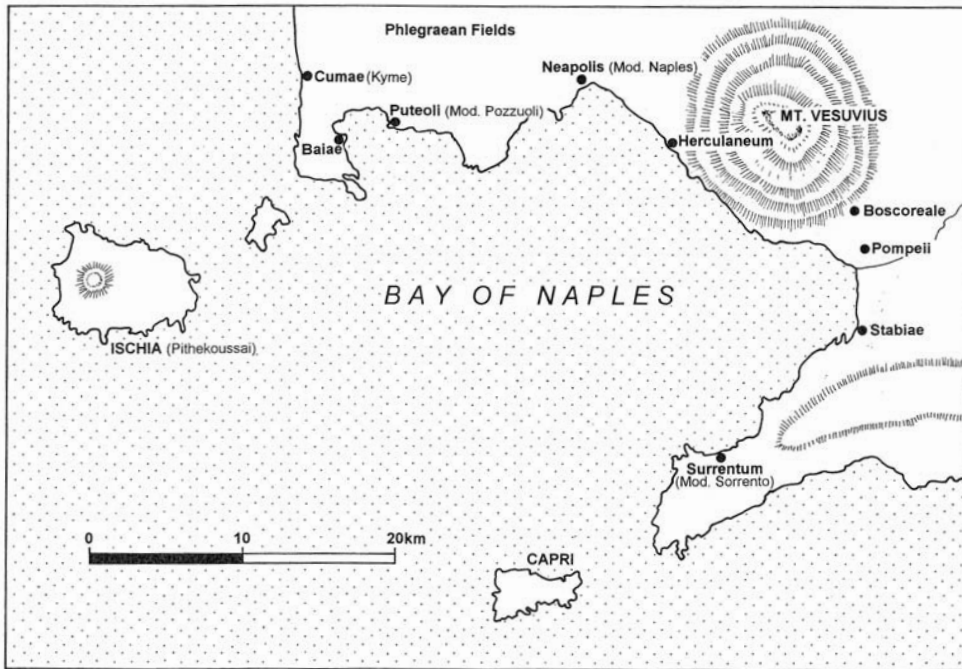 Phlegraean Fields
Cumae (Kyme)
Neapolis (Mod. Naples)
Puteoli (Mod. Pozzuoli)
MT. VESUVIUS
Baiae
Herculaneum
Boscoreale
Pompeii
BAY OF NAPLES
Stabiae
ISCHIA (Pithekoussai)
Surrentum
(Mod. Sorrento)
0 10 20km
CAPRI